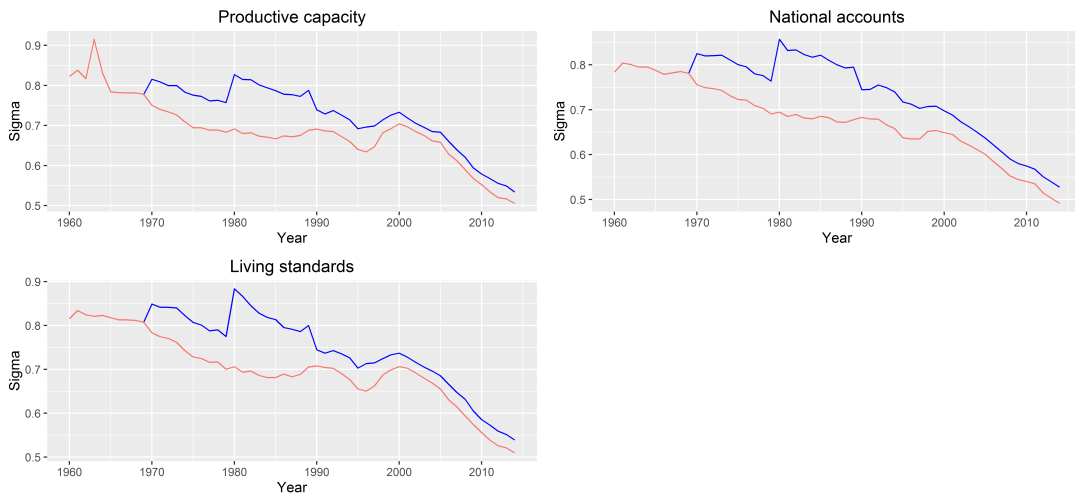 Productive capacity
0.9
0.8
0.7
0.6
0.5
Sigma
1960 1970 1980 1990 2000 2010
Year
National accounts
0.8
0.7
0.6
0.5
Sigma
1960 1970 1980 1990 2000 2010
Year
Living standards
0.9
0.8
0.7
0.6
0.5
Sigma
1960 1970 1980 1990 2000 2010
Year